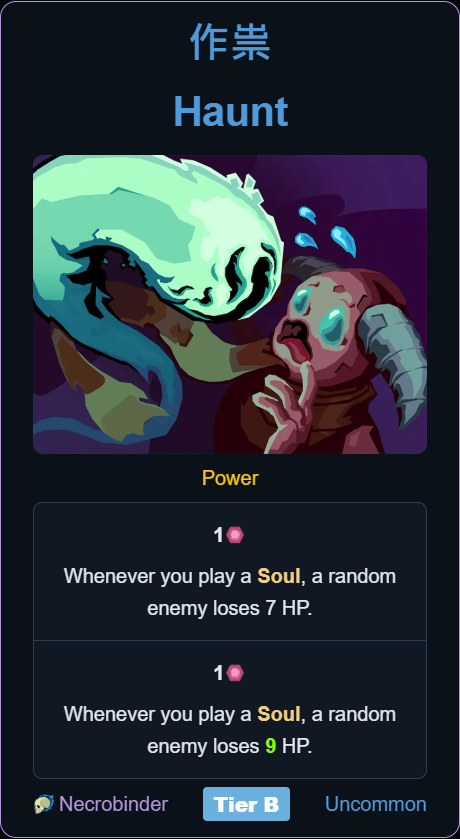 作祟
Haunt
Power
1
Whenever you play a Soul, a random
enemy loses 7 HP.
1
Whenever you play a Soul, a random
enemy loses 9 HP.
Necrobinder Tier B Uncommon